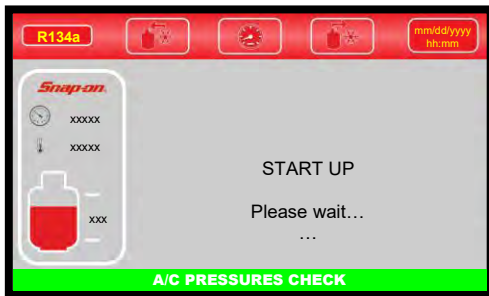 R134a
mm/dd/yyyy
hh:mm
Snap-on
xxxxx
xxxxx
xxx
START UP
Please wait…
…
A/C PRESSURES CHECK